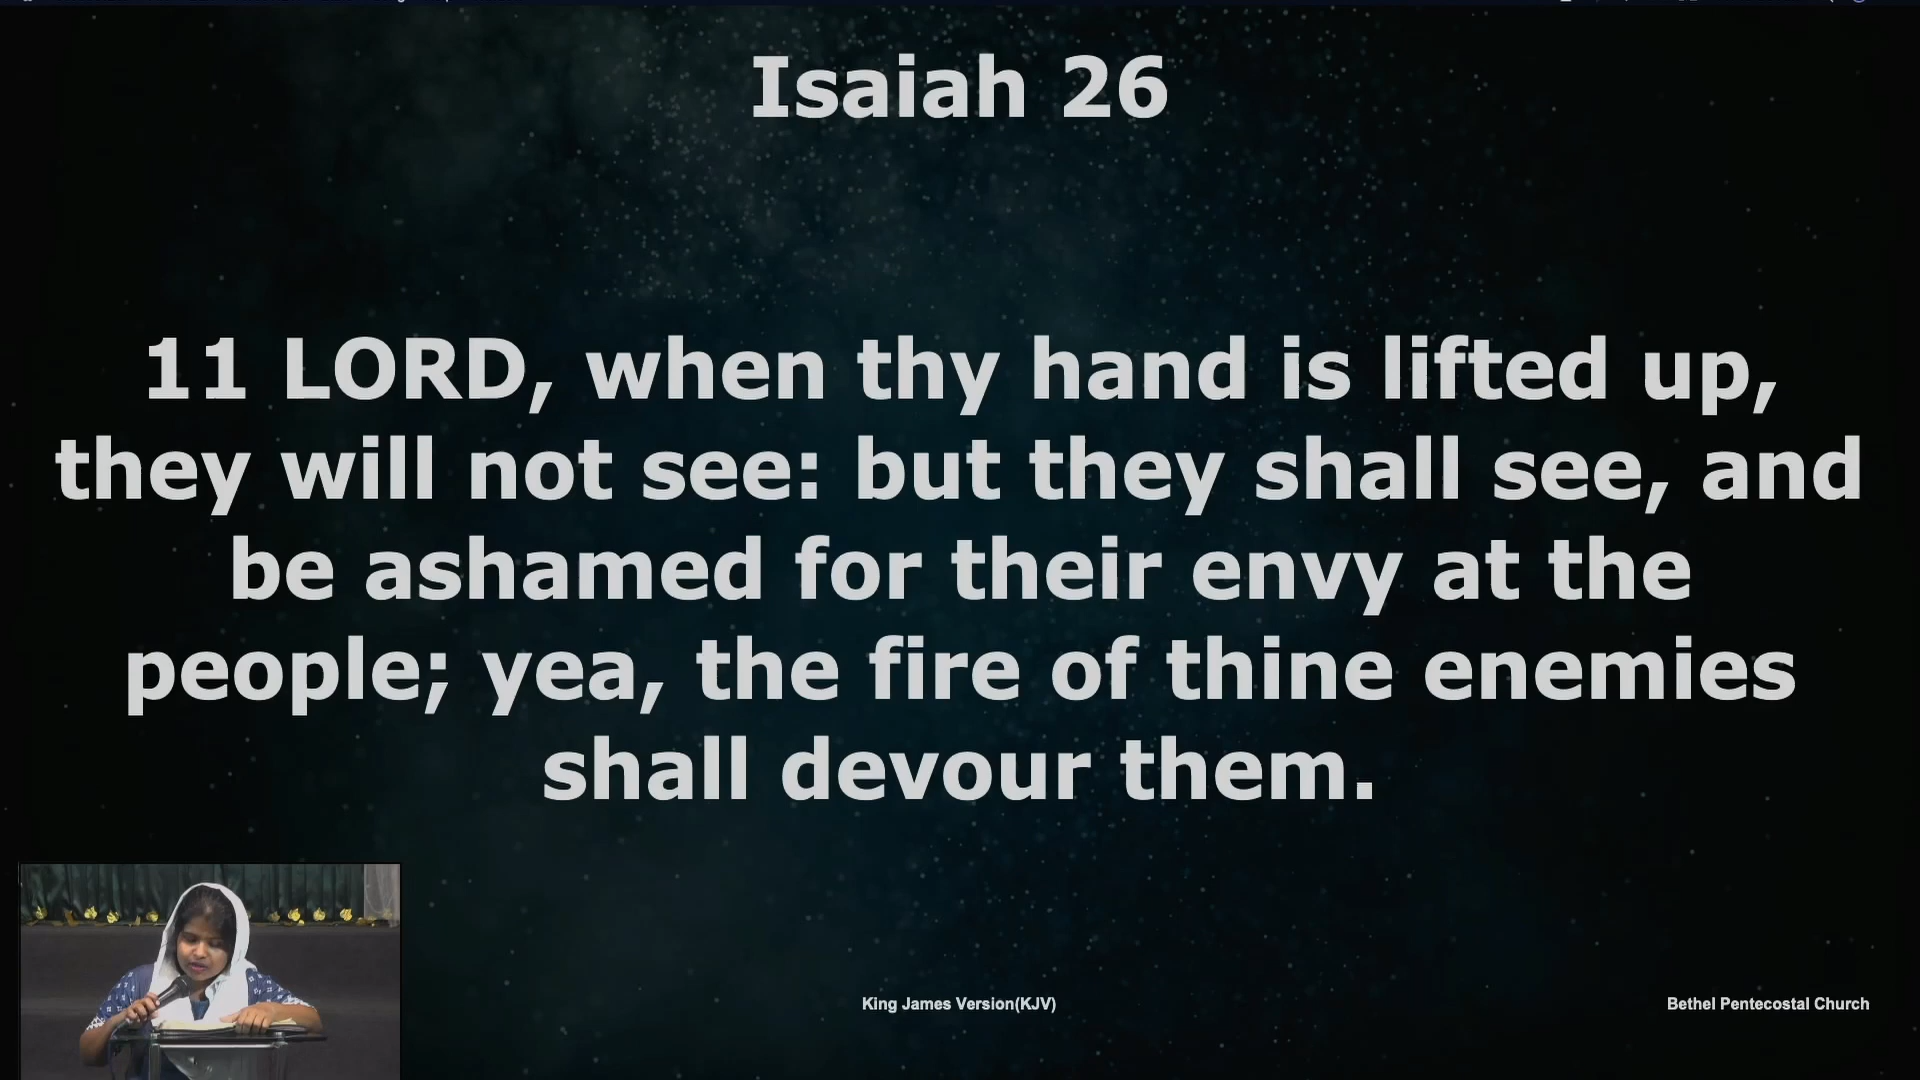 Isaiah 26
11 LORD, when thy hand is lifted up,
they will not see: but they shall see, and
be ashamed for their envy at the
people; yea, the fire of thine enemies
shall devour them.
King James Version(KJV)
Bethel Pentecostal Church